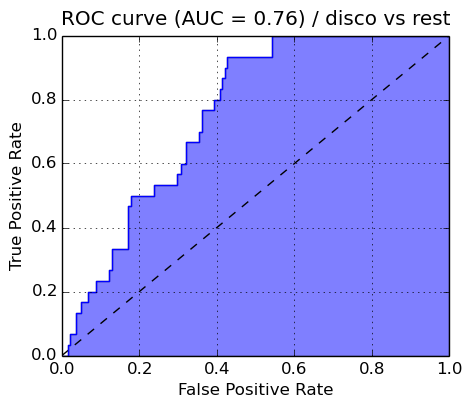 ROC curve (AUC = 0.76) / disco vs rest
1.0
0.8
0.6
0.4
0.2
0.0
True Positive Rate
0.0 0.2 0.4 0.6 0.8 1.0
False Positive Rate